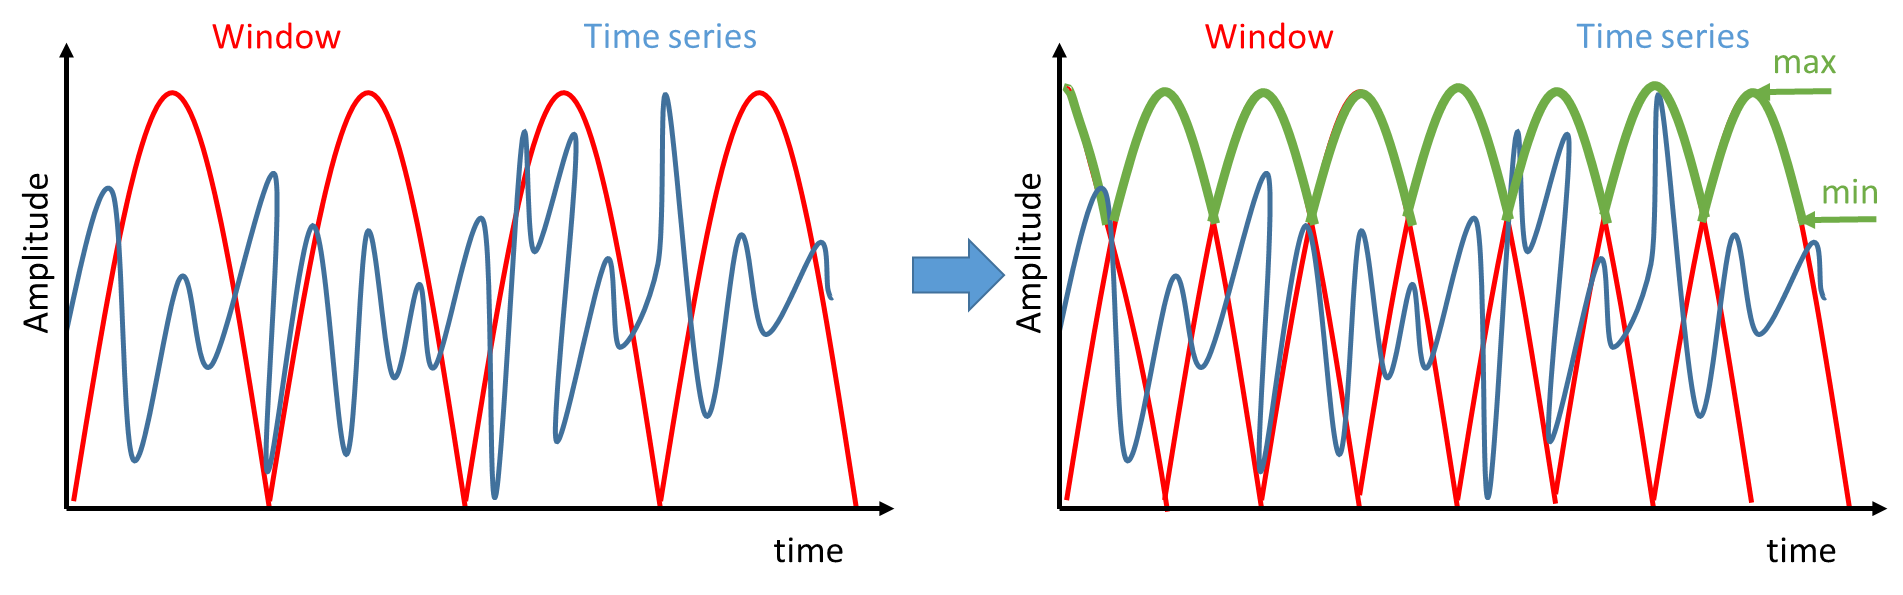 Window
Time series
Amplitude
time
Window
Time series
max
min
Amplitude
time